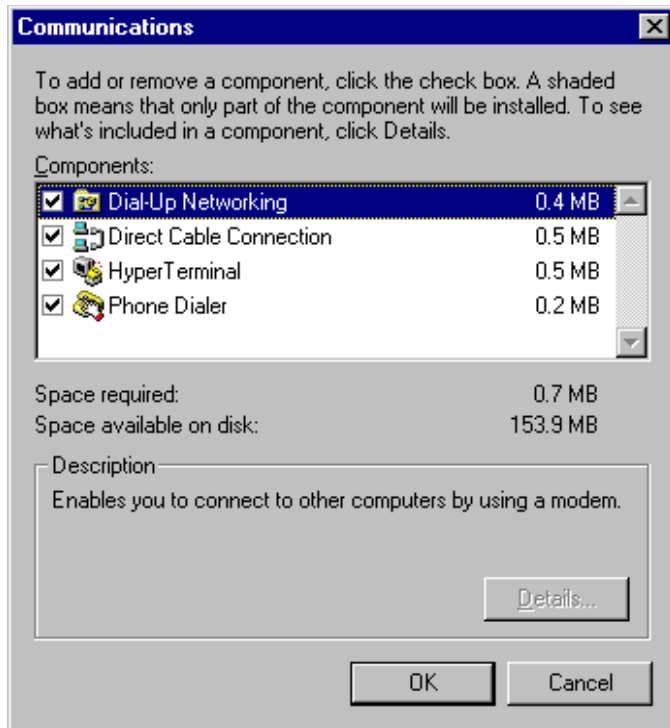 Communications
To add or remove a component, click the check box. A shaded
box means that only part of the component will be installed. To see
what's included in a component, click Details.
Components:
Dial-Up Networking 0.4 MB
Direct Cable Connection 0.5 MB
HyperTerminal 0.5 MB
Phone Dialer 0.2 MB
Space required: 0.7 MB
Space available on disk: 153.9 MB
Description
Enables you to connect to other computers by using a modem.
Details...
OK Cancel